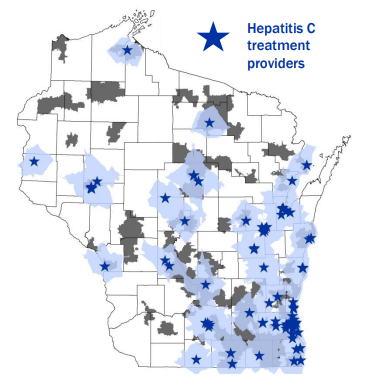 Hepatitis C
treatment
providers